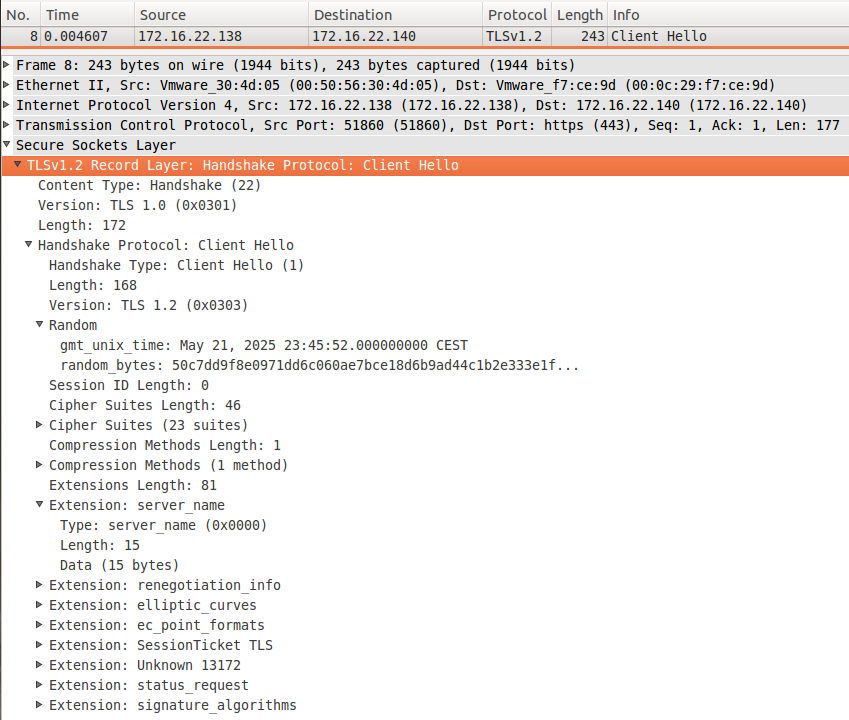 No. Time Source Destination Protocol Length Info
8 0.004607 172.16.22.138 172.16.22.140 TLSv1.2 243 Client Hello
Frame 8: 243 bytes on wire (1944 bits), 243 bytes captured (1944 bits)
Ethernet II, Src: Vmware_30:4d:05 (00:50:56:30:4d:05), Dst: Vmware_f7:ce:9d (00:0c:29:f7:ce:9d)
Internet Protocol Version 4, Src: 172.16.22.138 (172.16.22.138), Dst: 172.16.22.140 (172.16.22.140)
Transmission Control Protocol, Src Port: 51860 (51860), Dst Port: https (443), Seq: 1, Ack: 1, Len: 177
Secure Sockets Layer
TLSv1.2 Record Layer: Handshake Protocol: Client Hello
Content Type: Handshake (22)
Version: TLS 1.0 (0x0301)
Length: 172
Handshake Protocol: Client Hello
Handshake Type: Client Hello (1)
Length: 168
Version: TLS 1.2 (0x0303)
Random
gmt_unix_time: May 21, 2025 23:45:52.000000000 CEST
random_bytes: 50c7dd9f8e0971dd6c060ae7bce18d6b9ad44c1b2e333e1f...
Session ID Length: 0
Cipher Suites Length: 46
Cipher Suites (23 suites)
Compression Methods Length: 1
Compression Methods (1 method)
Extensions Length: 81
Extension: server_name
Type: server_name (0x0000)
Length: 15
Data (15 bytes)
Extension: renegotiation_info
Extension: elliptic_curves
Extension: ec_point_formats
Extension: SessionTicket TLS
Extension: Unknown 13172
Extension: status_request
Extension: signature_algorithms